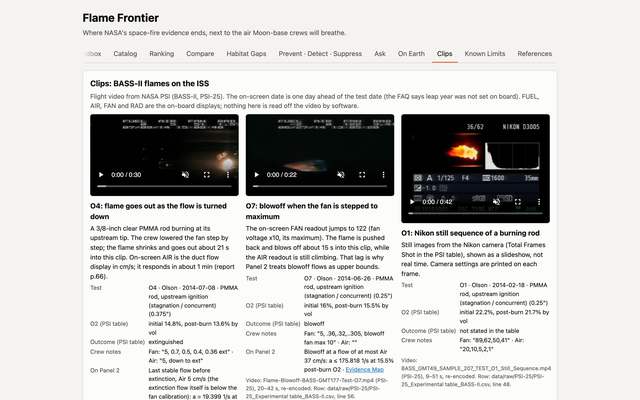 Flame Frontier
Where NASA's space-fire evidence ends, next to the air Moon-base crews will breathe.
Catalog Ranking Compare Habitat Gaps Prevent · Detect · Suppress Ask On Earth Clips Known Limits References
Clips: BASS-II flames on the ISS
Flight video from NASA PSI (BASS-II, PSI-25). The on-screen date is one day ahead of the test date (the FAQ says leap year was not set on board). FUEL,
AIR, FAN and RAD are the on-board displays; nothing here is read off the video by software.
0:00 / 0:30
O4: flame goes out as the flow is turned
down
A 3/8-inch clear PMMA rod burning at its
upstream tip. The crew lowered the fan step by
step; the flame shrinks and goes out about 21 s
into this clip. On-screen AIR is the duct flow
display in cm/s; it responds in about 1 min (report
p.66).
Test O4 · Olson · 2014-07-08 · PMMA
rod, upstream ignition
(stagnation / concurrent)
(0.375")
O2 (PSI table) initial 14.8%, post-burn 13.6% by
vol
Outcome (PSI table) extinguished
Crew notes Fan: "5, 0.7, 0.5, 0.4, 0.36 ext" ·
Air: "5, down to ext"
On Panel 2 Last stable flow before
extinction, Air 5 cm/s (the
extinction flow itself is below the
fan calibration): a = 19.399 1/s at
0:00 / 0:22
O7: blowoff when the fan is stepped to
maximum
The on-screen FAN readout jumps to 122 (fan
voltage x10, its maximum). The flame is pushed
back and blows off about 15 s into this clip, while
the AIR readout is still climbing. That lag is why
Panel 2 treats blowoff flows as upper bounds.
Test O7 · Olson · 2014-06-26 · PMMA
rod, upstream ignition
(stagnation / concurrent) (0.25")
O2 (PSI table) initial 16%, post-burn 15.5% by
vol
Outcome (PSI table) blowoff
Crew notes Fan: "5, .36,.32,..305, blowoff
fan max 10" · Air: ""
On Panel 2 Blowoff at a flow of at most Air
37 cm/s: a ≤ 175.818 1/s at 15.5%
post-burn O2 · Evidence Map
Video: Flame-Blowoff-BASS-GMT177-Test-O7.mp4 (PSI-
25), 20–42 s, re-encoded. Row: data/raw/PSI-25/PSI-
25_Experimental table_BASS-II.csv, line 56.
36/62 NIKON D3005
A 1/125 F4 1600 35mm
-1.0
0:00 / 0:42
O1: Nikon still sequence of a burning rod
Still images from the Nikon camera (Total Frames
Shot in the PSI table), shown as a slideshow, not
real time. Camera settings are printed on each
frame.
Test O1 · Olson · 2014-02-18 · PMMA
rod, upstream ignition
(stagnation / concurrent) (0.25")
O2 (PSI table) initial 22.2%, post-burn 21.7% by
vol
Outcome (PSI table) not stated in the table
Crew notes Fan: "89,62,50,41" · Air:
"20,10,5,2,1"
Video:
BASS_GMT49_SAMPLE_207_TEST_O1_Still_Sequence.mp4
(PSI-25), 9–51 s, re-encoded. Row: data/raw/PSI-25/PSI-
25_Experimental table_BASS-II.csv, line 48.